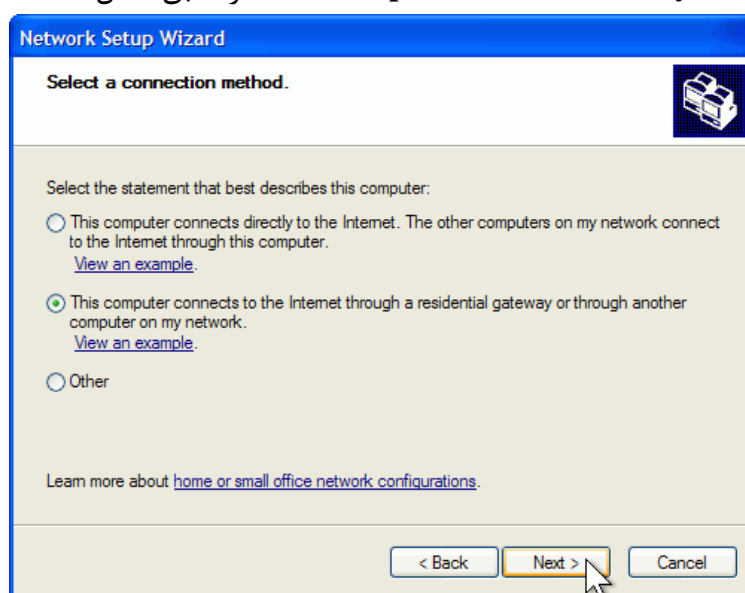 Network Setup Wizard
Select a connection method.
Select the statement that best describes this computer:
This computer connects directly to the Internet. The other computers on my network connect
to the Internet through this computer.
View an example.
This computer connects to the Internet through a residential gateway or through another
computer on my network.
View an example.
Other
Learn more about home or small office network configurations.
< Back Next > Cancel